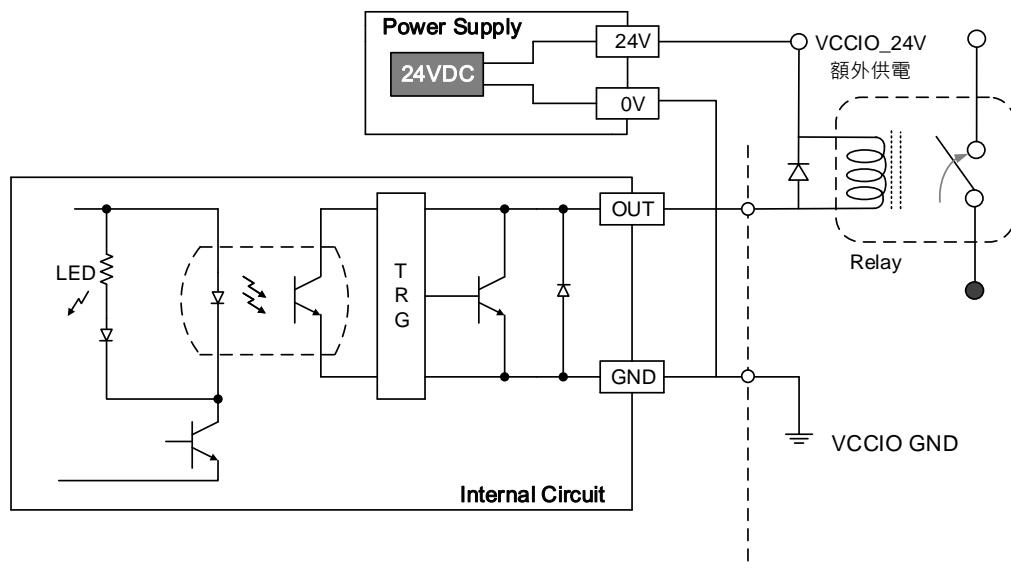 Power Supply
24VDC
24V
0V
VCCIO_24V
額外供電
OUT
LED
T
R
G
Relay
GND
VCCIO GND
Internal Circuit